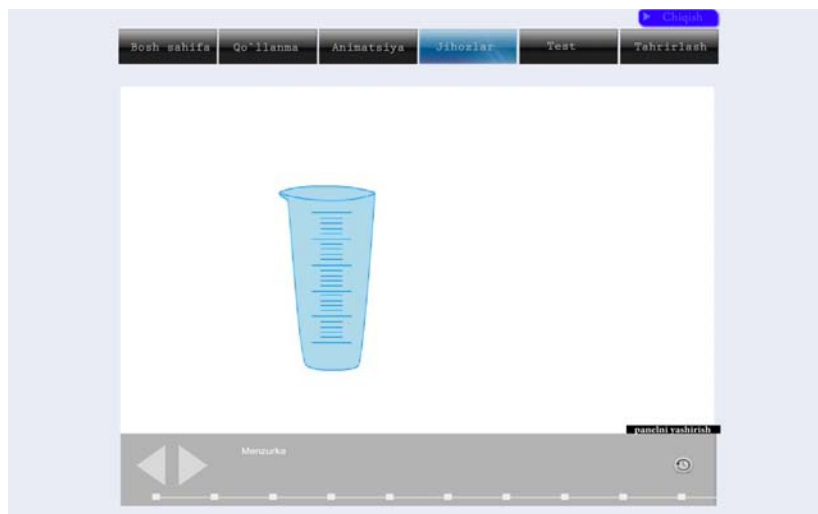 Chiqish
Bosh sahifa Qo`llanma Animatsiya Jihozlar Test Tahrirlash
panelni yashirish
Menzurka